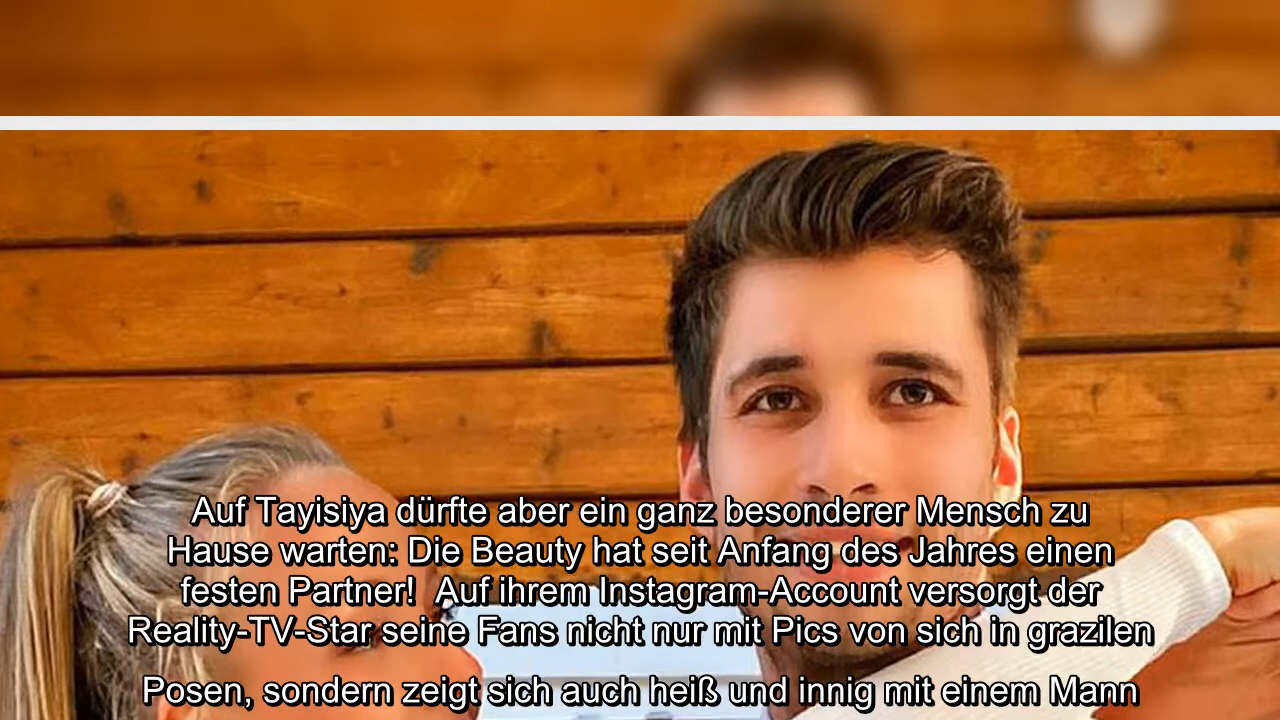 Auf Tayisiya dürfte aber ein ganz besonderer Mensch zu
Hause warten: Die Beauty hat seit Anfang des Jahres einen
festen Partner!  Auf ihrem Instagram-Account versorgt der
Reality-TV-Star seine Fans nicht nur mit Pics von sich in grazilen
Posen, sondern zeigt sich auch heiß und innig mit einem Mann